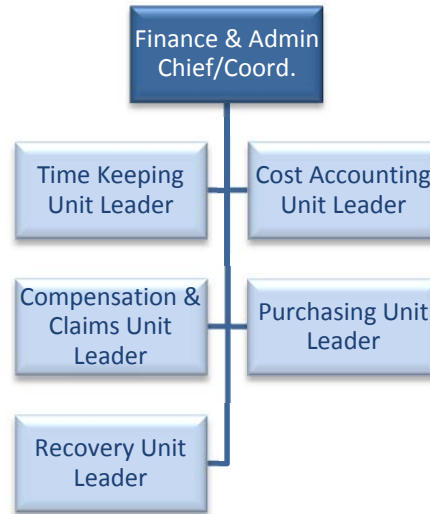 Finance & Admin
Chief/Coord.
Time Keeping
Unit Leader
Cost Accounting
Unit Leader
Compensation &
Claims Unit
Leader
Purchasing Unit
Leader
Recovery Unit
Leader